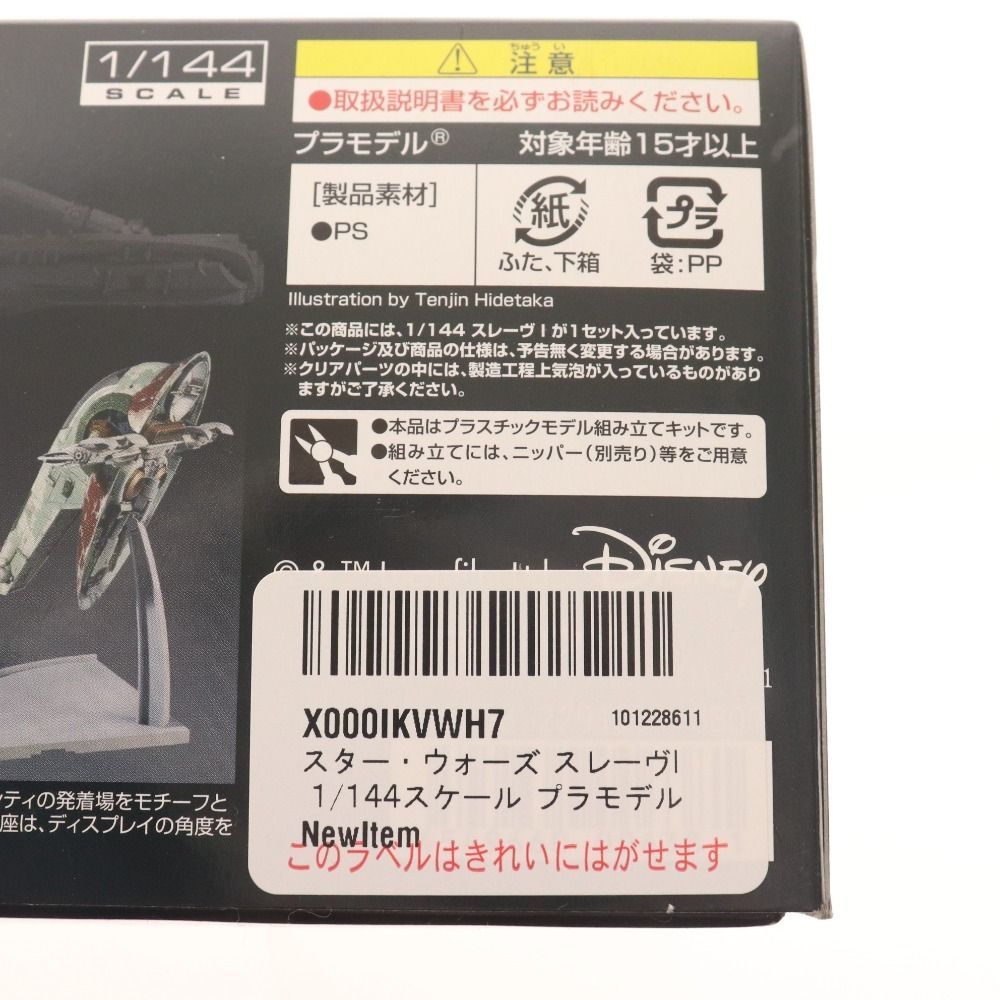 1/144
SCALE
ちゅう い
注意
●取扱説明書を必ずお読みください。
プラモデル® 対象年齢15才以上
[製品素材]
●PS
紙
ふた、下箱
プラ
袋:PP
Illustration by Tenjin Hidetaka
※この商品には、1/144 スレーヴ I が1セット入っています。
※パッケージ及び商品の仕様は、予告無く変更する場合があります。
※クリアパーツの中には、製造工程上気泡が入っているものがあり
ますがご了承ください。
●本品はプラスチックモデル組み立てキットです。
●組み立てには、ニッパー(別売り)等をご用意
ください。
© & TM
Disney
1
X000IKVWH7 101228611
スター・ウォーズ スレーヴI
1/144スケール プラモデル
NewItem
このラベルはきれいにはがせます
ティの発着場をモチーフと
座は、ディスプレイの角度を